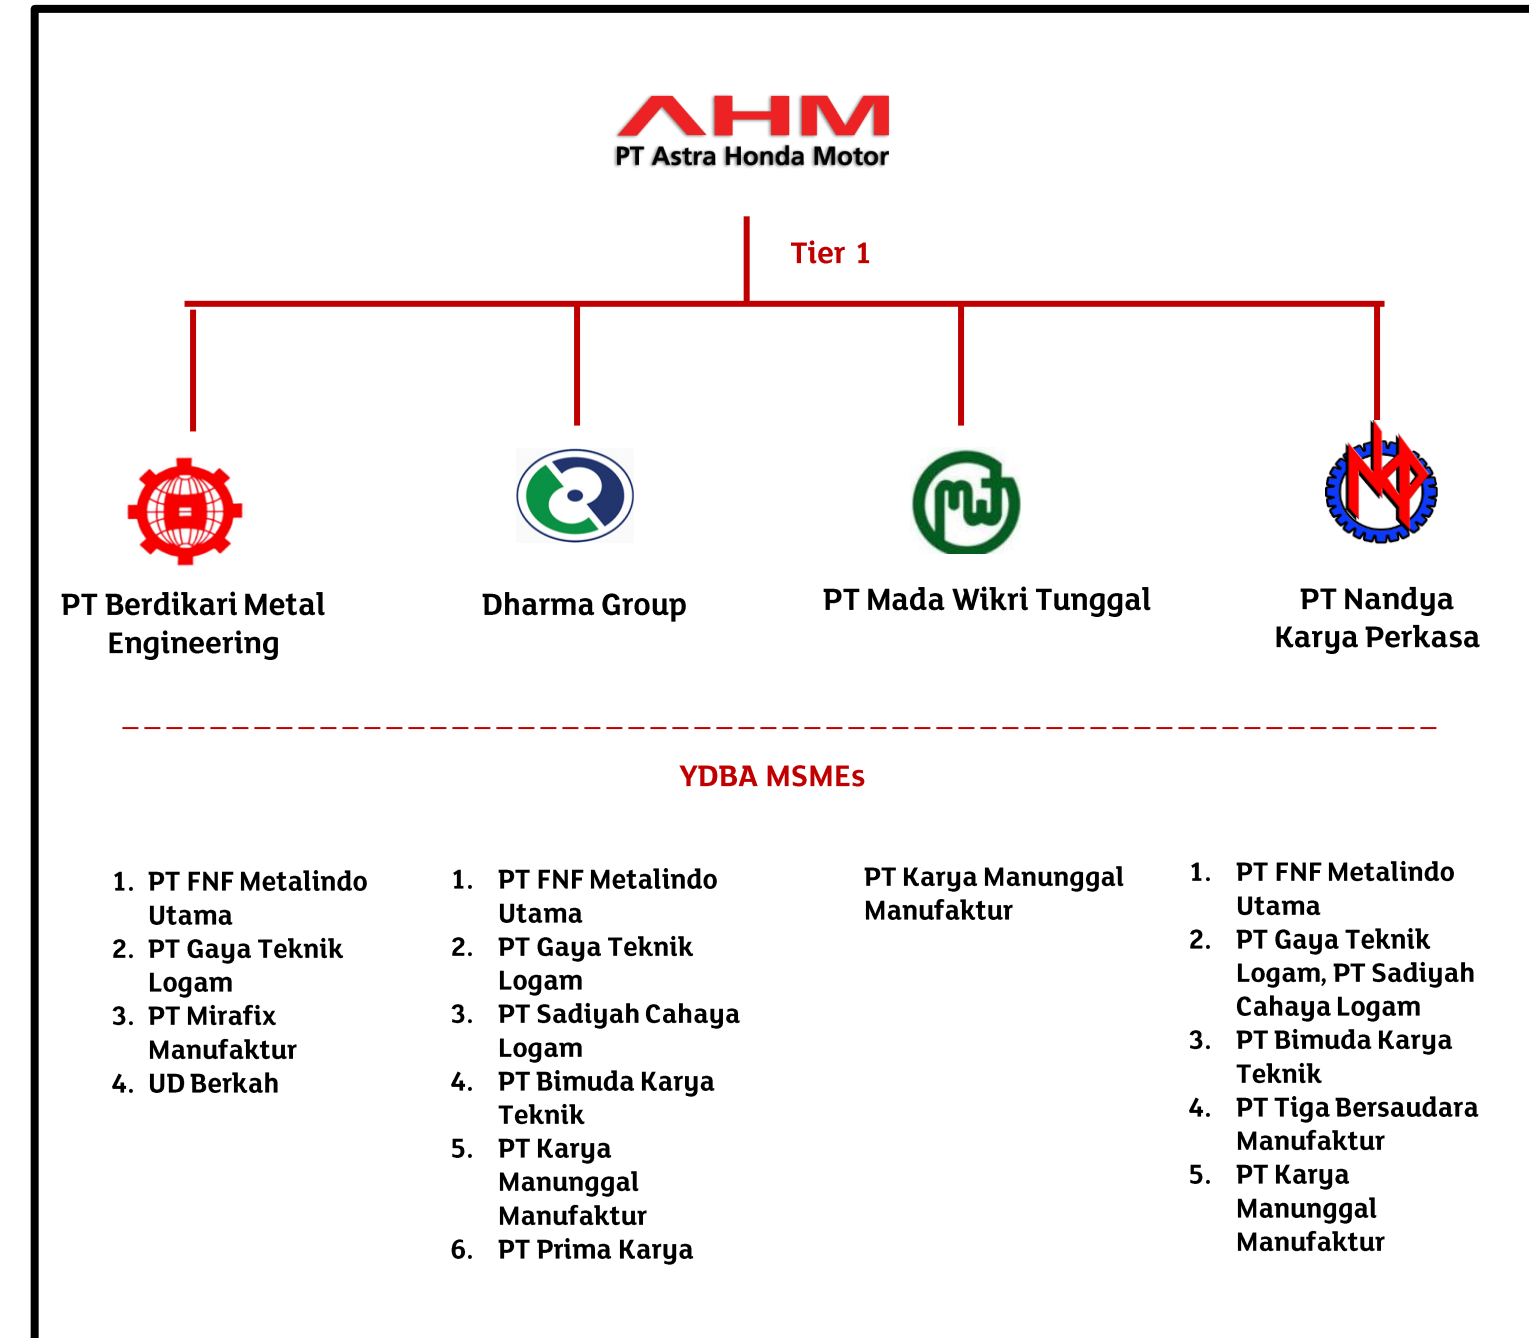 AHM
PT Astra Honda Motor
Tier 1
PT Berdikari Metal
Engineering
Dharma Group
mwt
PT Mada Wikri Tunggal
NKP
PT Nandya
Karya Perkasa
YDBA MSMEs
1. PT FNF Metalindo
Utama
2. PT Gaya Teknik
Logam
3. PT Mirafix
Manufaktur
4. UD Berkah
1. PT FNF Metalindo
Utama
2. PT Gaya Teknik
Logam
3. PT Sadiyah Cahaya
Logam
4. PT Bimuda Karya
Teknik
5. PT Karya
Manunggal
Manufaktur
6. PT Prima Karya
PT Karya Manunggal
Manufaktur
1. PT FNF Metalindo
Utama
2. PT Gaya Teknik
Logam, PT Sadiyah
Cahaya Logam
3. PT Bimuda Karya
Teknik
4. PT Tiga Bersaudara
Manufaktur
5. PT Karya
Manunggal
Manufaktur